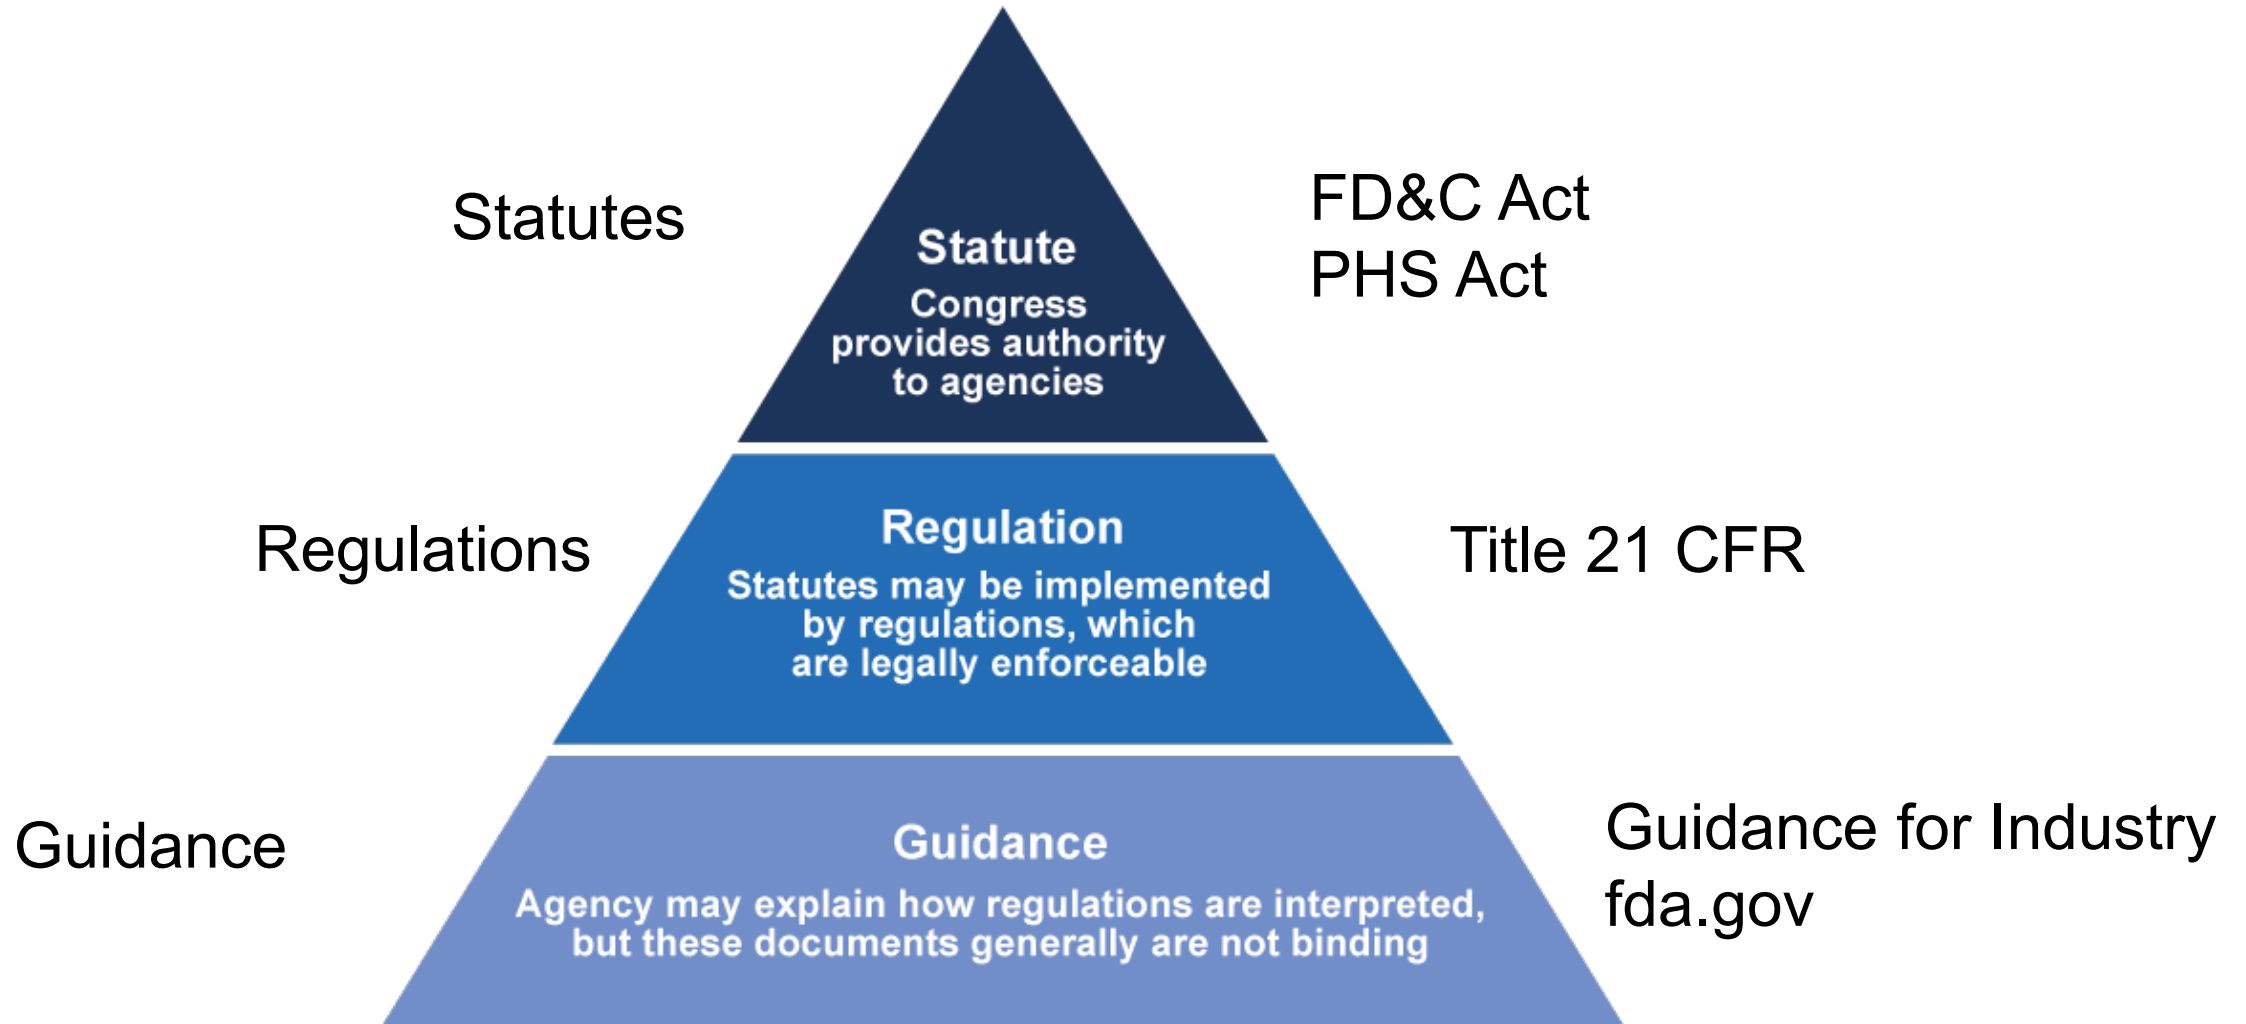 Statutes
Statute
Congress
provides authority
to agencies
FD&C Act
PHS Act
Regulations
Regulation
Statutes may be implemented
by regulations, which
are legally enforceable
Title 21 CFR
Guidance
Guidance
Agency may explain how regulations are interpreted,
but these documents generally are not binding
Guidance for Industry
fda.gov